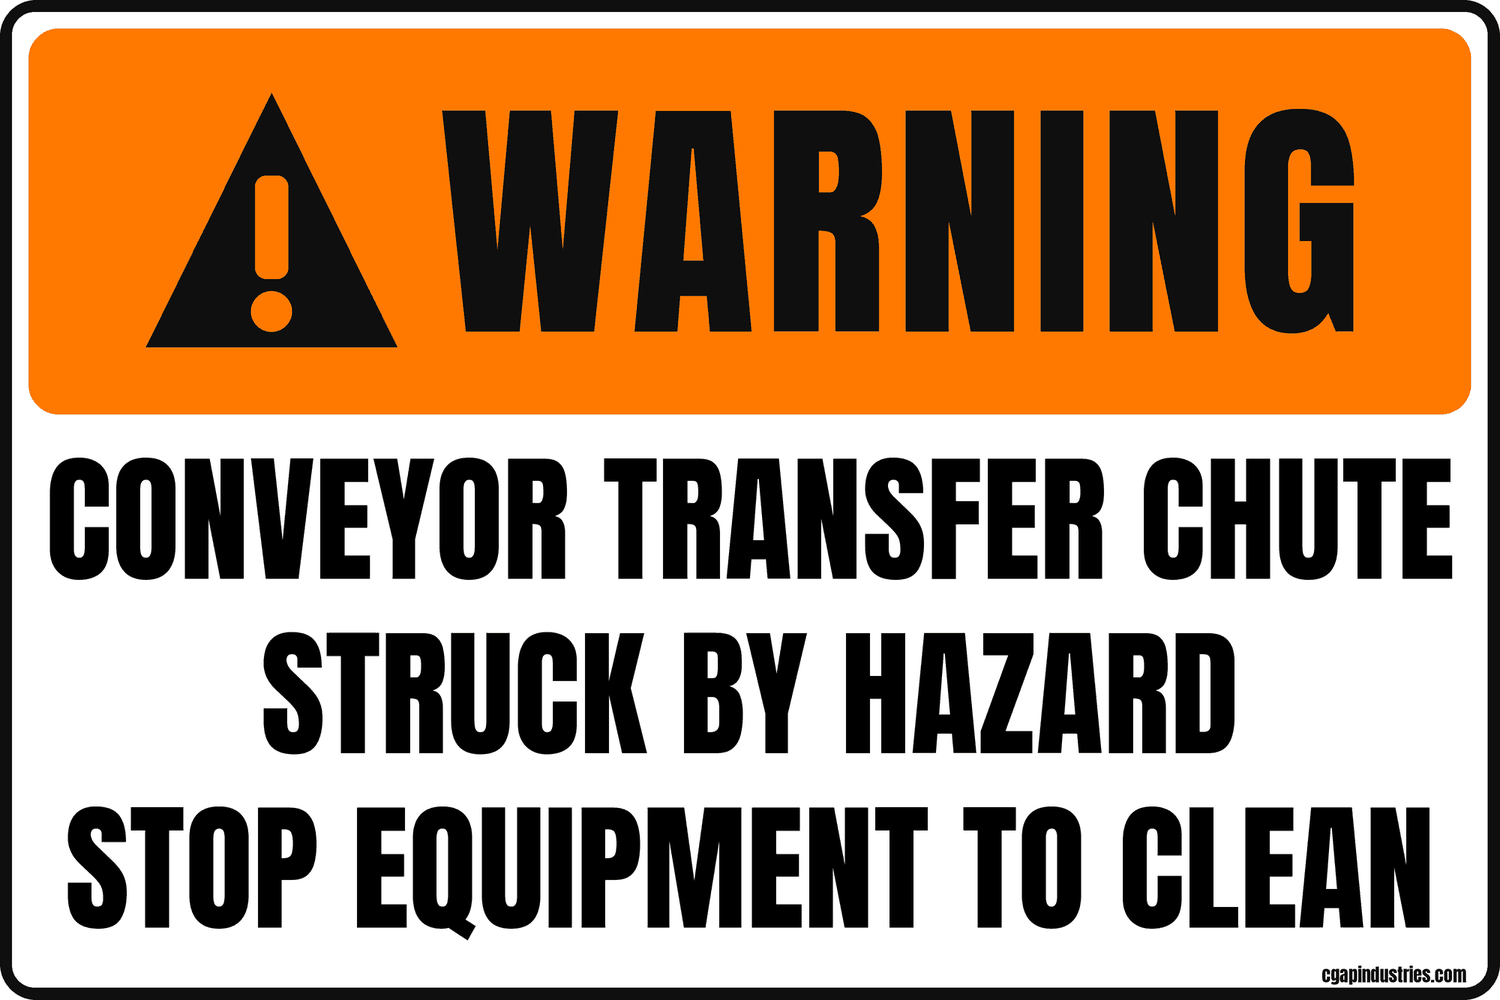 WARNING
CONVEYOR TRANSFER CHUTE
STRUCK BY HAZARD
STOP EQUIPMENT TO CLEAN
cgapindustries.com